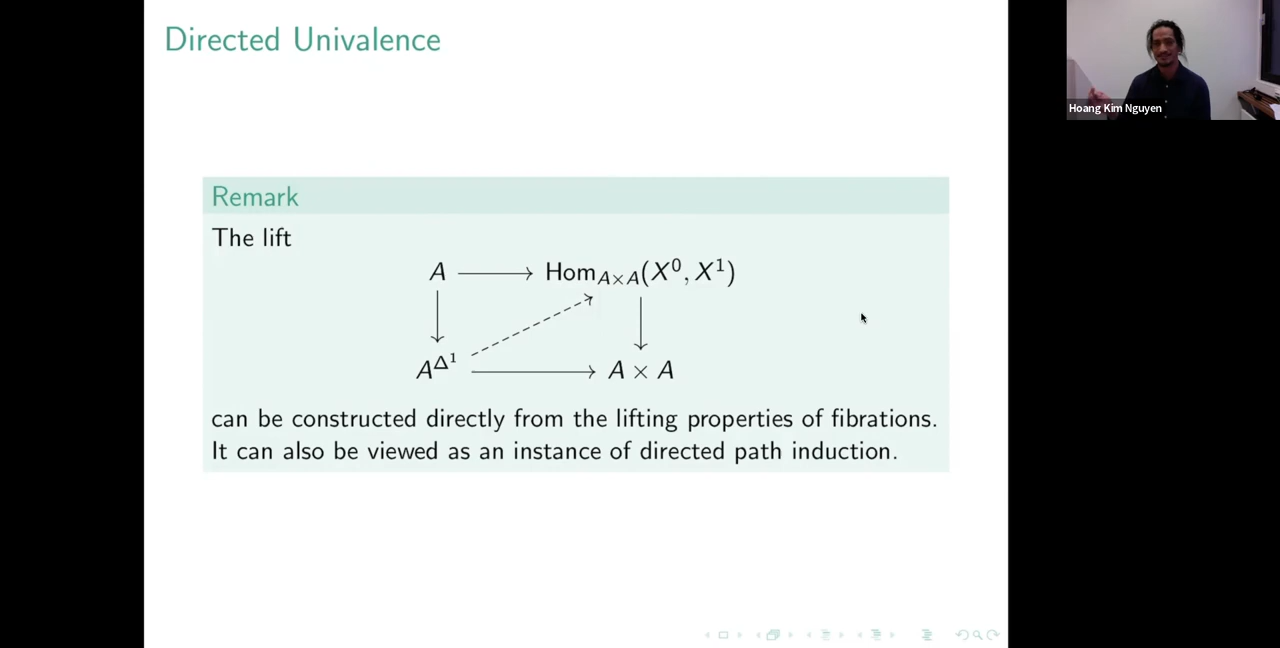 Directed Univalence
Hoang Kim Nguyen
Remark
The lift
A Hom_{A×A}(X^0, X^1)
A^{Δ^1} A × A
can be constructed directly from the lifting properties of fibrations.
It can also be viewed as an instance of directed path induction.